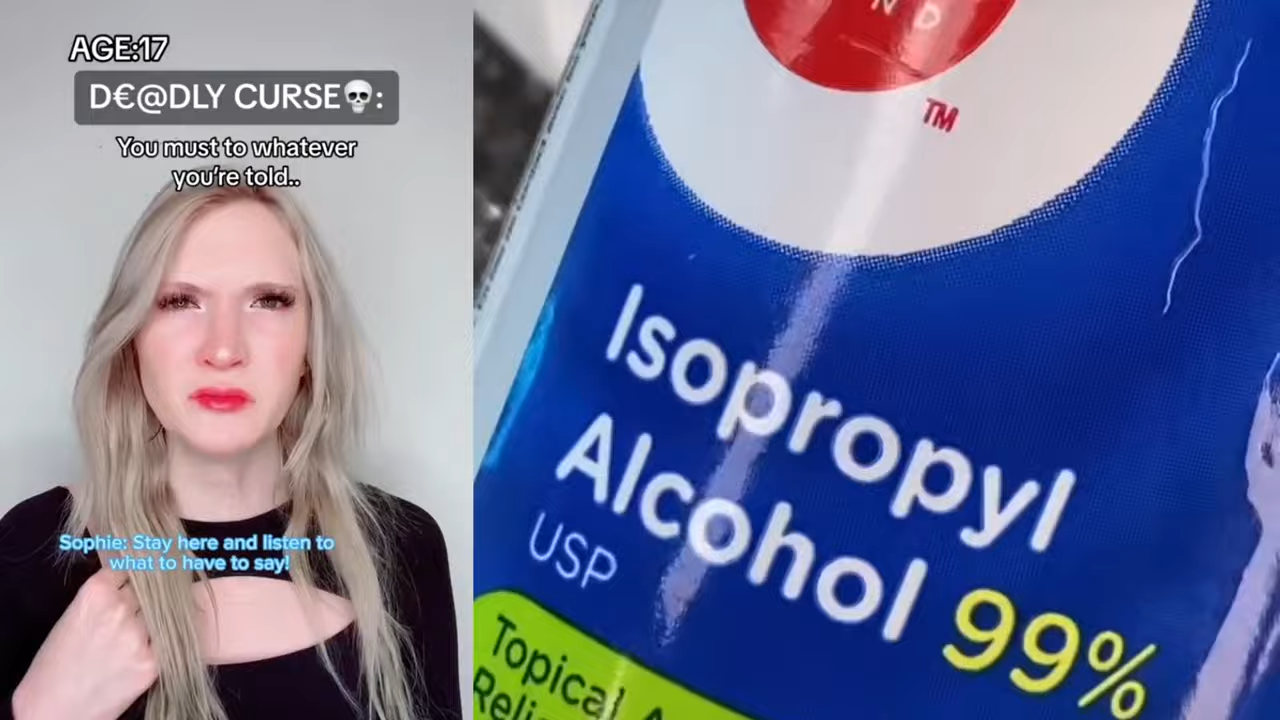 AGE:17
D€@DLY CURSE💀:
You must to whatever
you're told..
Sophie: Stay here and listen to
what to have to say!
N D
TM
Isopropyl
Alcohol 99%
USP
Topical